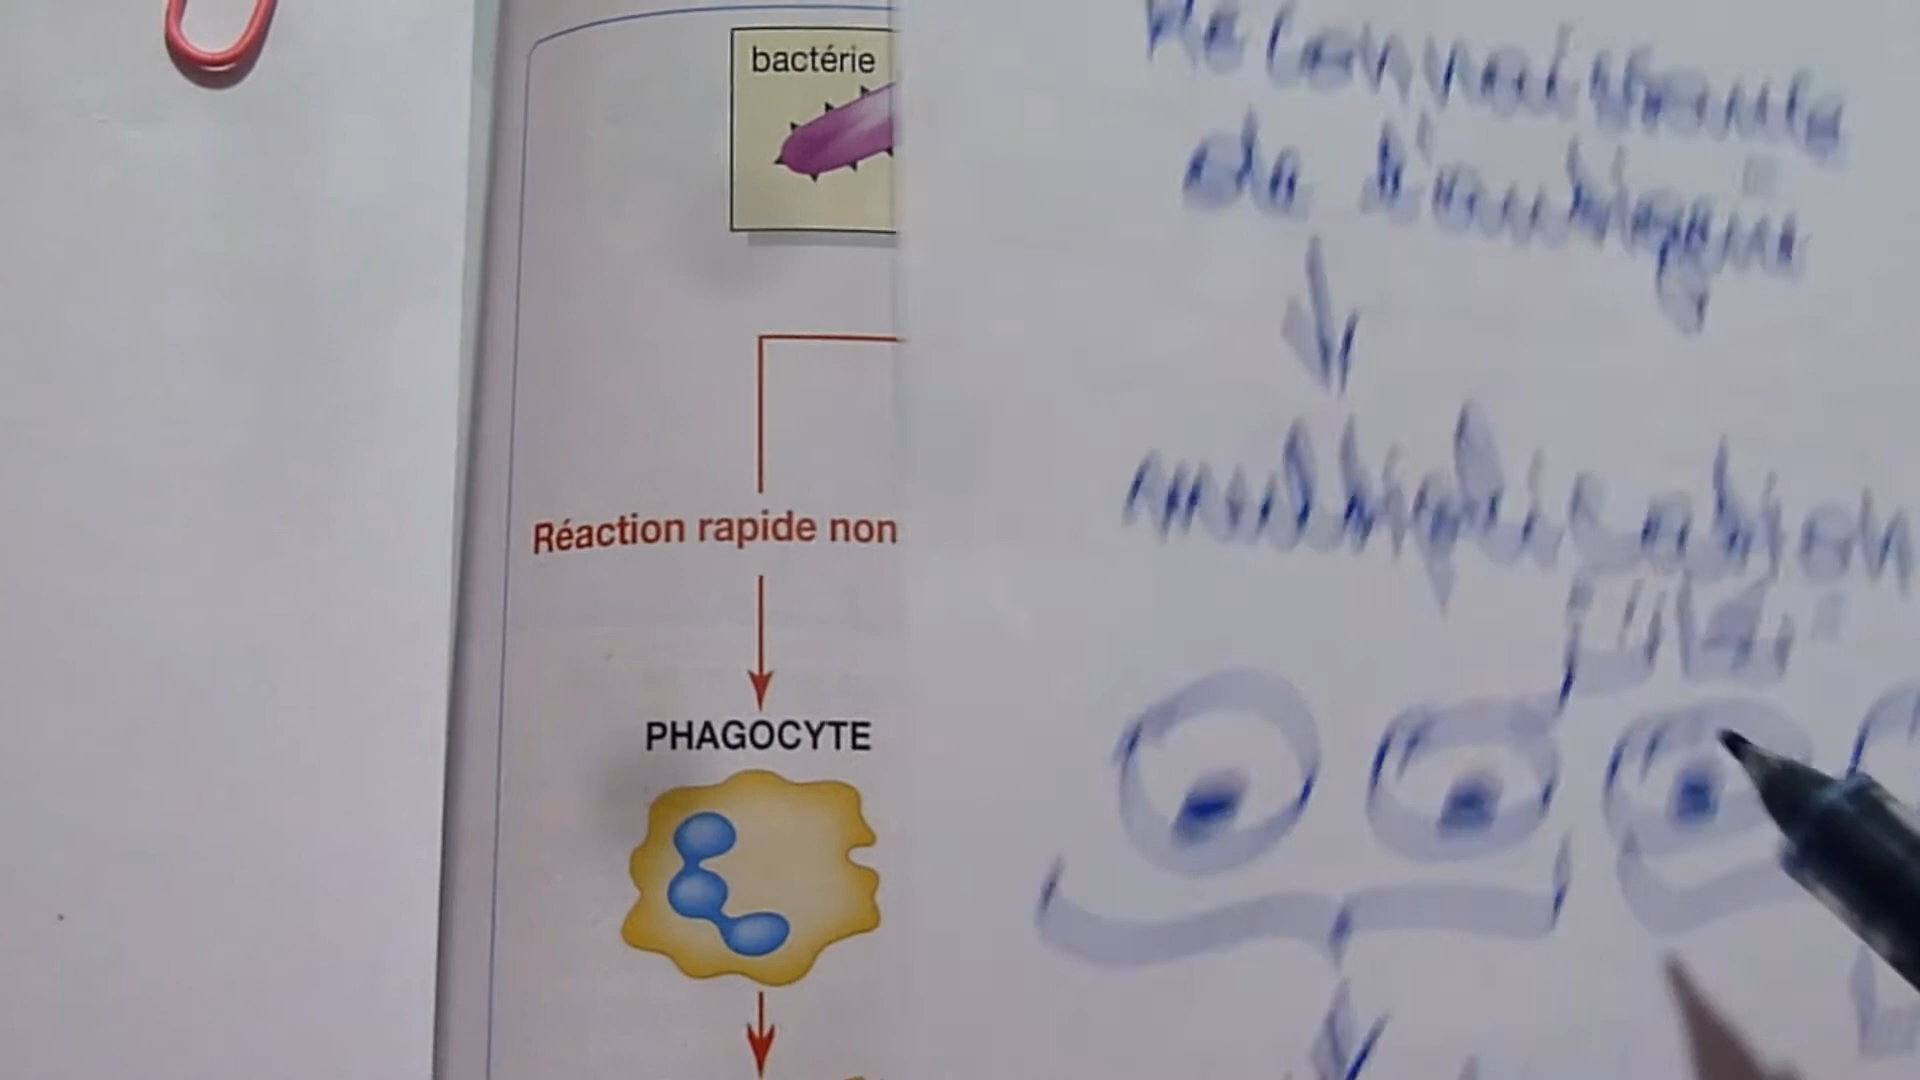 bactérie
Réaction rapide non
PHAGOCYTE
Reconnaissance
de l'antigène
multiplication